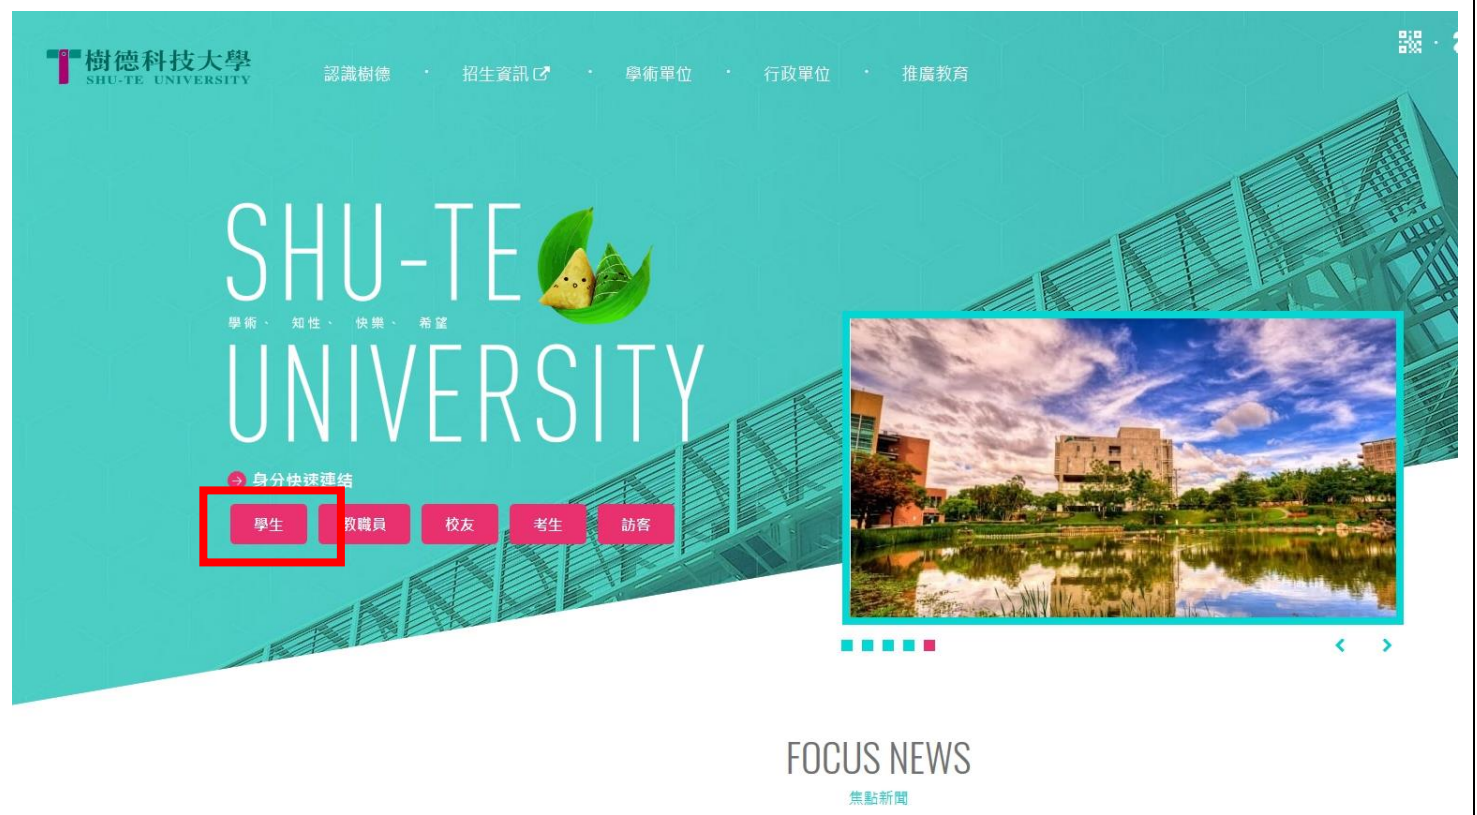 樹德科技大學
SHU-TE UNIVERSITY
認識樹德 · 招生資訊 · 學術單位 · 行政單位 · 推廣教育
SHU-TE
學術、 知性、 快樂、 希望
UNIVERSITY
身分快速連結
學生 教職員 校友 考生 訪客
FOCUS NEWS
焦點新聞